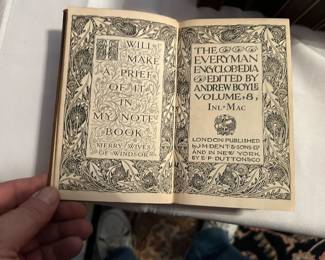 I WILL
MAKE
A PRIEF
OF IT
IN
MY NOTE
BOOK
MERRY WIVES
OF WINDSOR
THE
EVERYMAN
ENCYCLOPÆDIA
EDITED BY
ANDREW BOYLE
VOLUME·8·
INL-MAC
LONDON PUBLISHED
by J·M·DENT·&·SONS·LTD
AND IN NEW YORK
BY E·P·DUTTON&CO